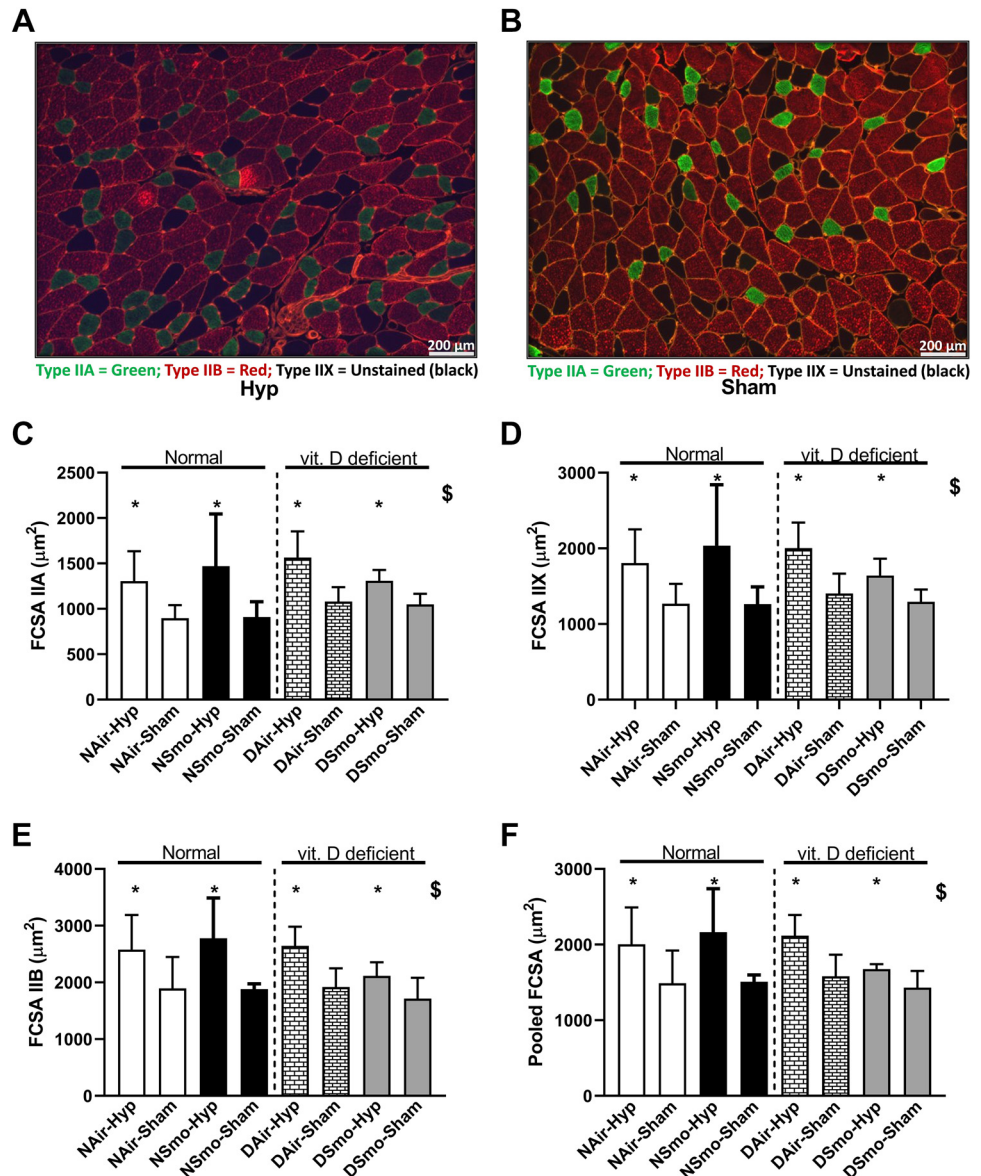 A
B
200 µm
200 µm
Type IIA = Green; Type IIB = Red; Type IIX = Unstained (black)
Type IIA = Green; Type IIB = Red; Type IIX = Unstained (black)
Hyp
Sham
C
Normal
vit. D deficient
$
* * * *
FCSA IIA (µm²)
2500
2000
1500
1000
500
0
NAir-Hyp
NAir-Sham
NSmo-Hyp
NSmo-Sham
DAir-Hyp
DAir-Sham
DSmo-Hyp
DSmo-Sham
D
Normal
vit. D deficient
$
* * * *
FCSA IIX (µm²)
3000
2000
1000
0
NAir-Hyp
NAir-Sham
NSmo-Hyp
NSmo-Sham
DAir-Hyp
DAir-Sham
DSmo-Hyp
DSmo-Sham
E
Normal
vit. D deficient
$
* * * *
FCSA IIB (µm²)
4000
3000
2000
1000
0
NAir-Hyp
NAir-Sham
NSmo-Hyp
NSmo-Sham
DAir-Hyp
DAir-Sham
DSmo-Hyp
DSmo-Sham
F
Normal
vit. D deficient
$
* * * *
Pooled FCSA (µm²)
3000
2000
1000
0
NAir-Hyp
NAir-Sham
NSmo-Hyp
NSmo-Sham
DAir-Hyp
DAir-Sham
DSmo-Hyp
DSmo-Sham